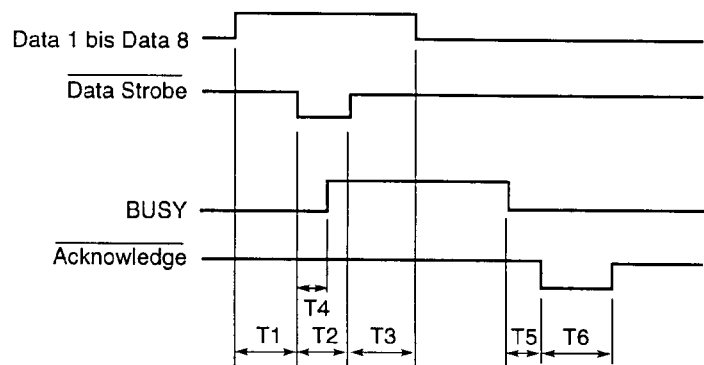 Data 1 bis Data 8
Data Strobe
BUSY
Acknowledge
T4
T1 T2 T3 T5 T6